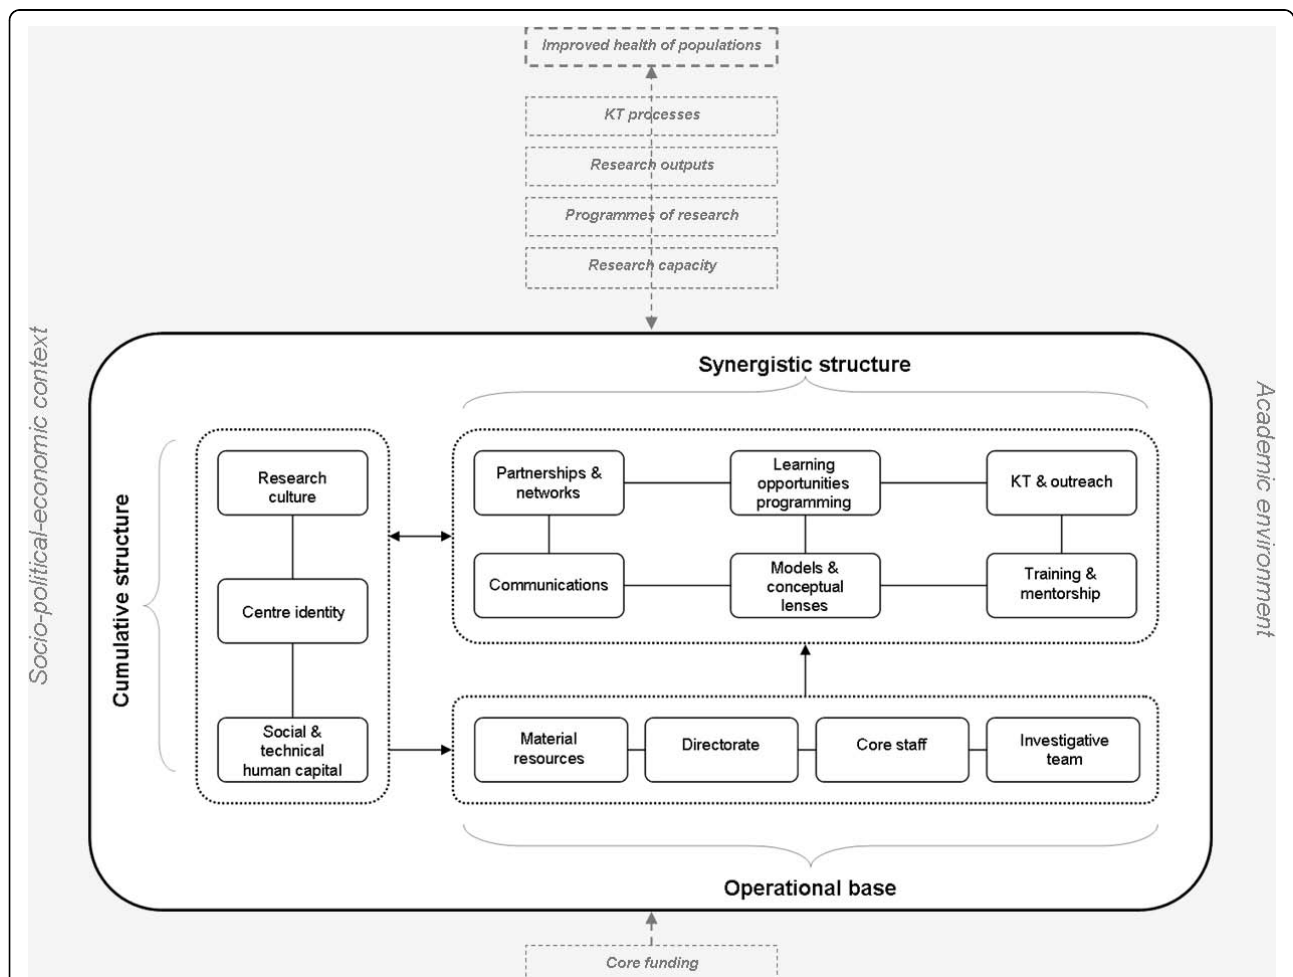 Improved health of populations
KT processes
Research outputs
Programmes of research
Research capacity
Socio-political-economic context
Academic environment
Synergistic structure
Cumulative structure
Research
culture
Centre identity
Social &
technical
human capital
Partnerships &
networks
Learning
opportunities
programming
KT & outreach
Communications
Models &
conceptual
lenses
Training &
mentorship
Material
resources
Directorate
Core staff
Investigative
team
Operational base
Core funding